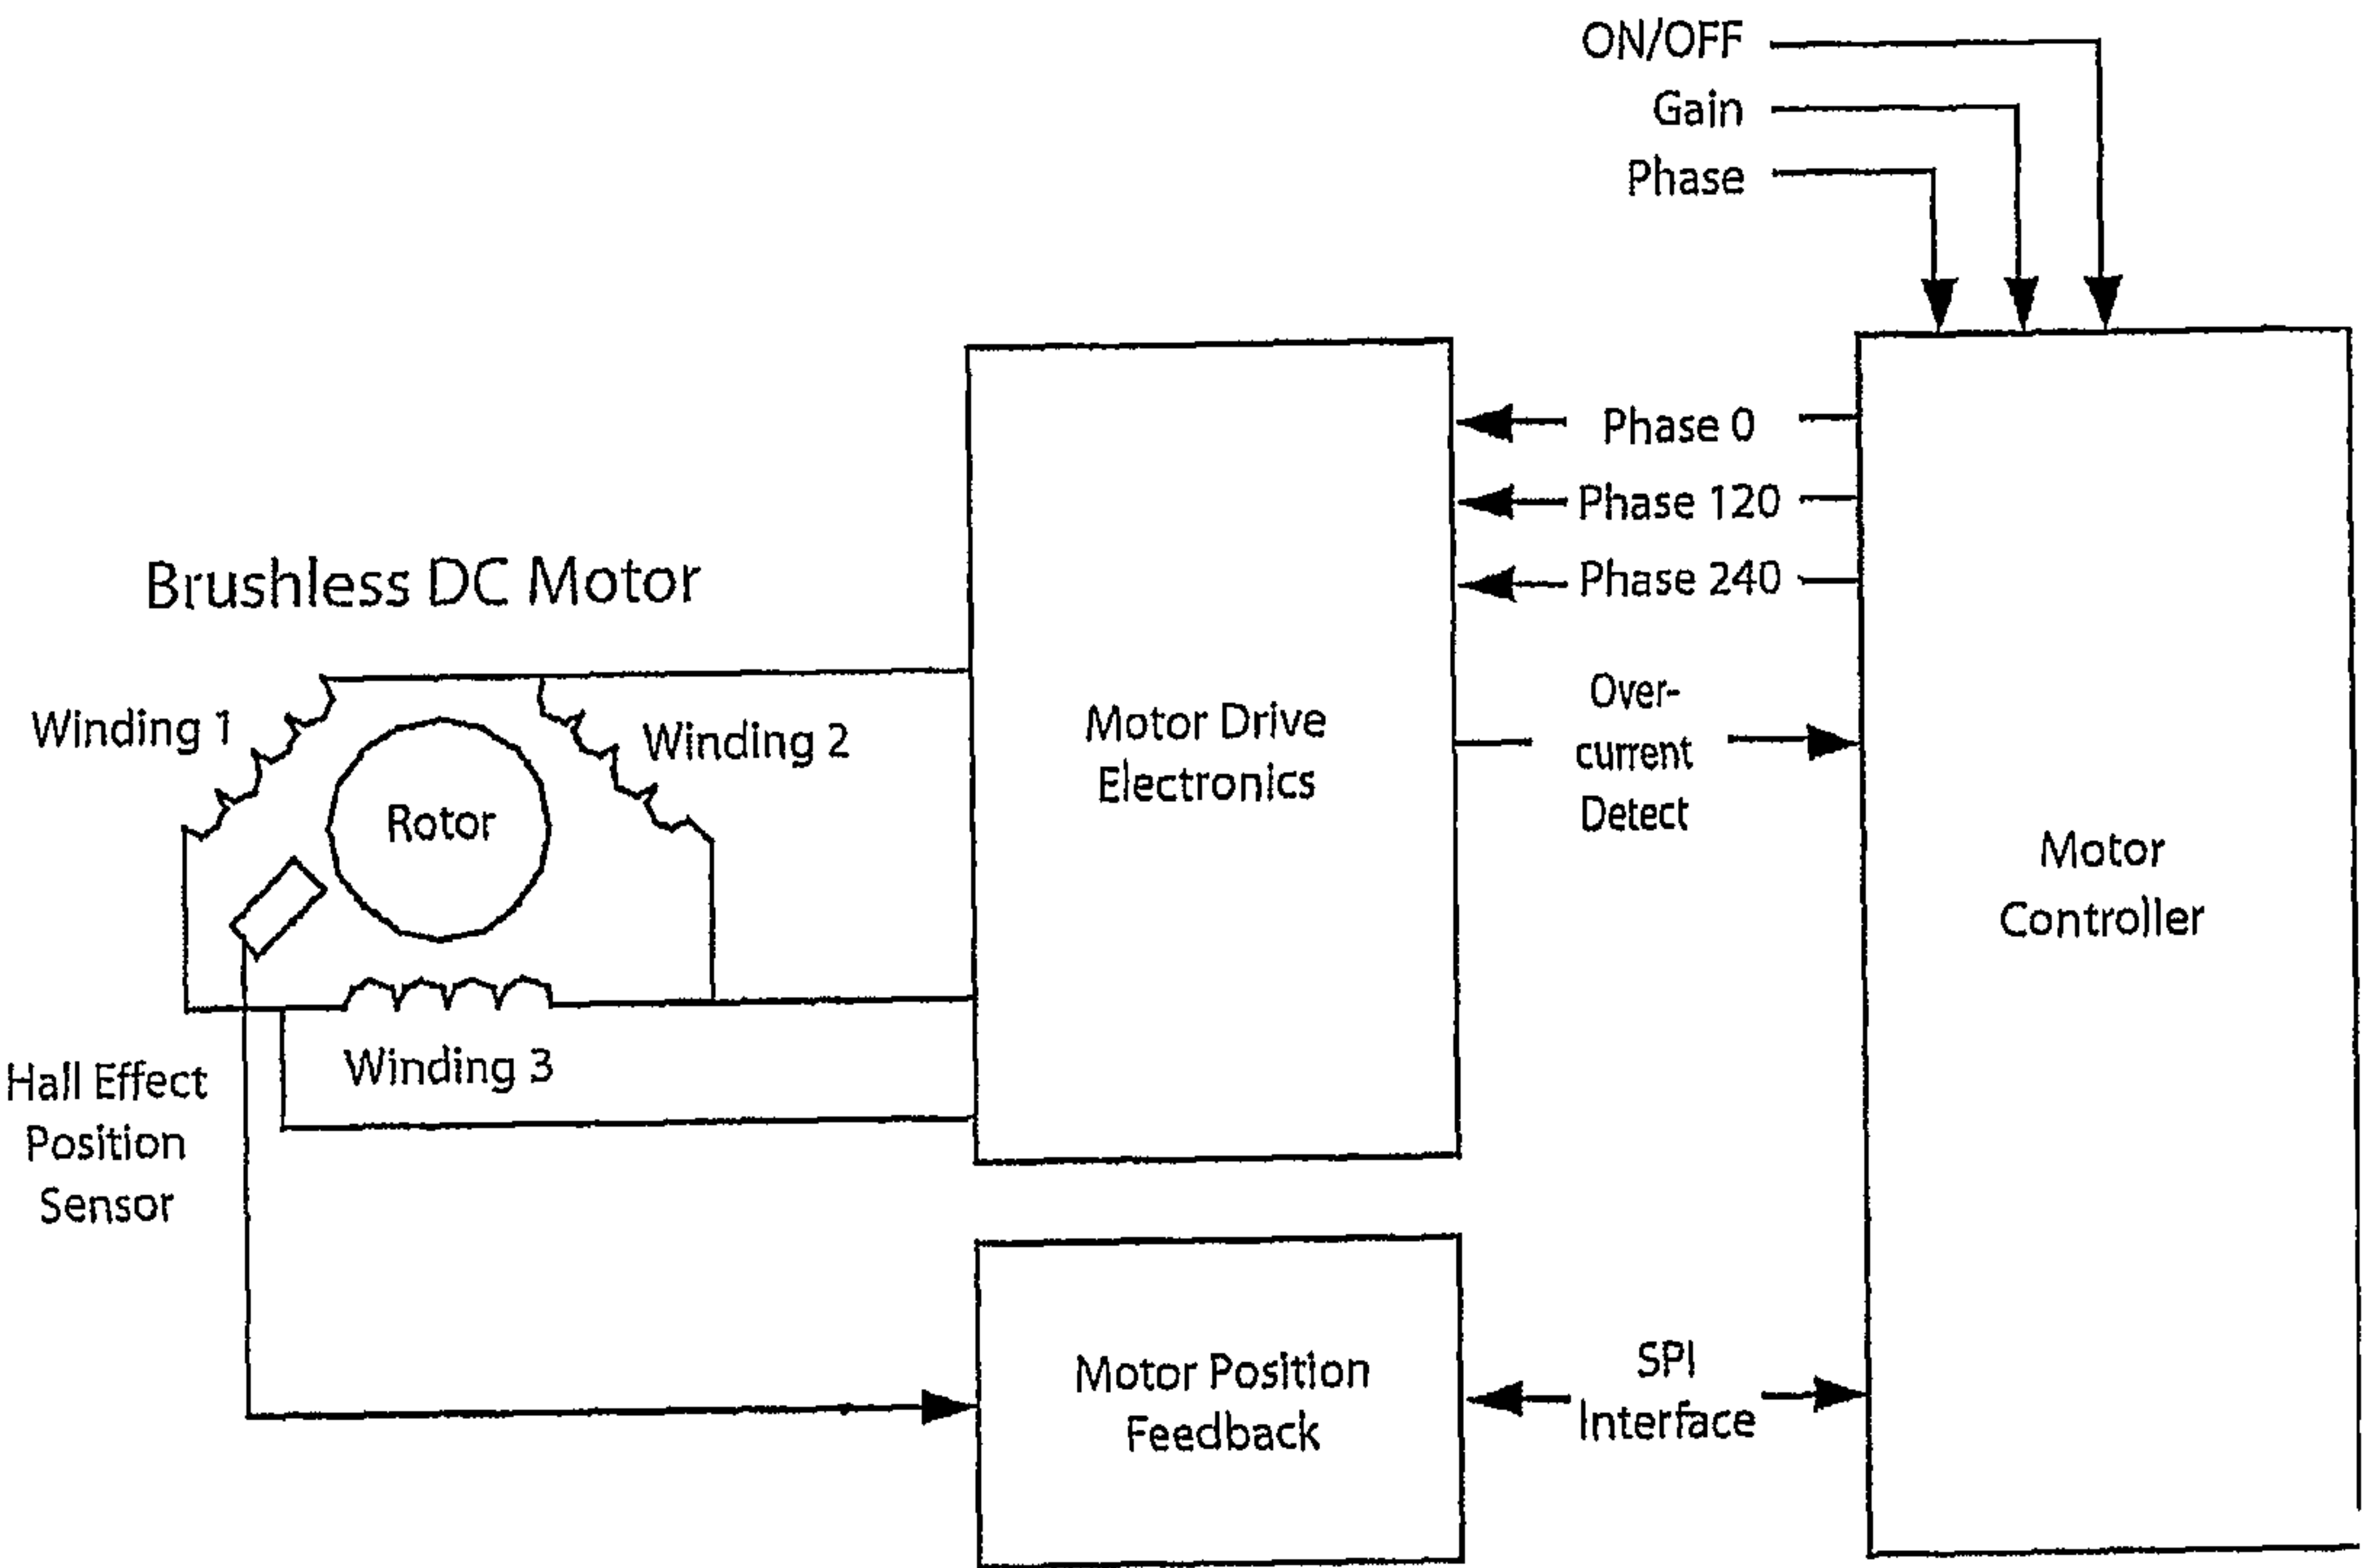 ON/OFF
Gain
Phase
Phase 0
Phase 120
Phase 240
Brushless DC Motor
Over-
current
Detect
Winding 1
Winding 2
Rotor
Motor Drive
Electronics
Motor
Controller
Winding 3
Hall Effect
Position
Sensor
Motor Position
Feedback
SPI
Interface